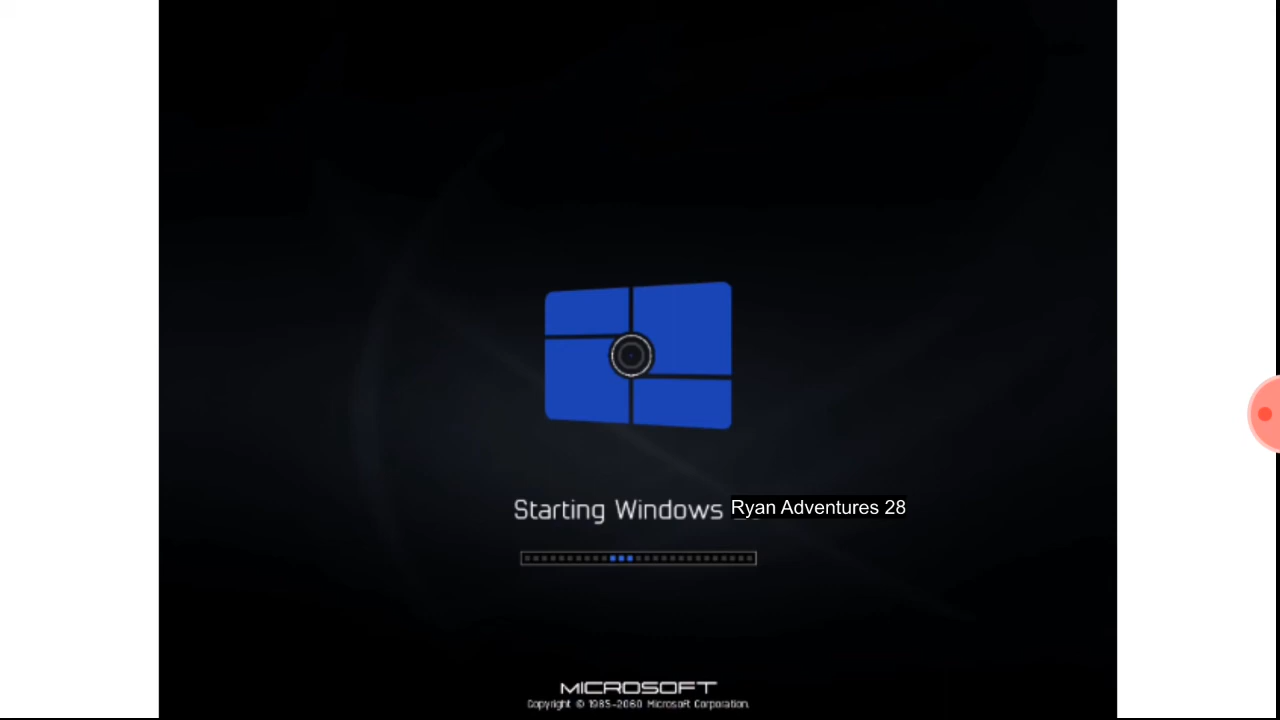 Starting Windows Ryan Adventures 28
MICROSOFT
Copyright © 1985-2060 Microsoft Corporation.